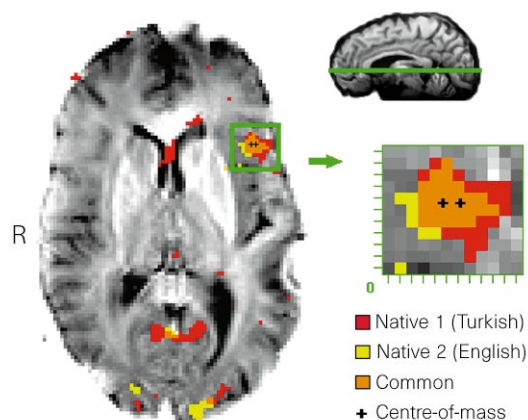 R
0
Native 1 (Turkish)
Native 2 (English)
Common
Centre-of-mass